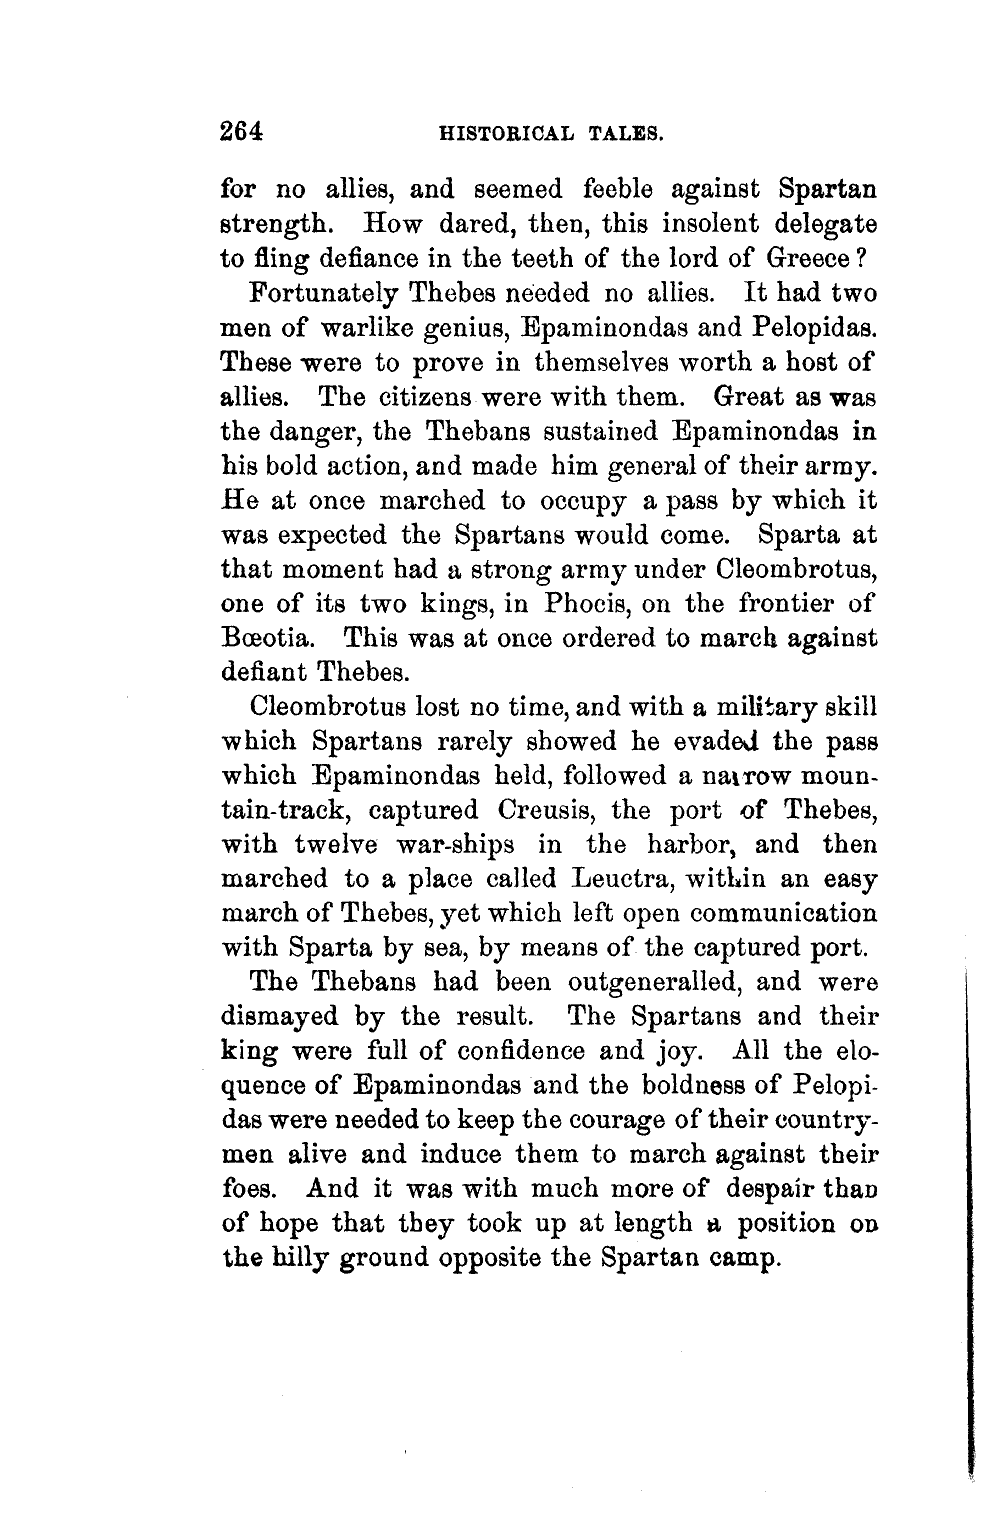 264 HISTORICAL TALES.
for no allies, and seemed feeble against Spartan
strength. How dared, then, this insolent delegate
to fling defiance in the teeth of the lord of Greece?
Fortunately Thebes needed no allies. It had two
men of warlike genius, Epaminondas and Pelopidas.
These were to prove in themselves worth a host of
allies. The citizens were with them. Great as was
the danger, the Thebans sustained Epaminondas in
his bold action, and made him general of their army.
He at once marched to occupy a pass by which it
was expected the Spartans would come. Sparta at
that moment had a strong army under Cleombrotus,
one of its two kings, in Phocis, on the frontier of
Bœotia. This was at once ordered to march against
defiant Thebes.
Cleombrotus lost no time, and with a military skill
which Spartans rarely showed he evaded the pass
which Epaminondas held, followed a narrow moun-
tain-track, captured Creusis, the port of Thebes,
with twelve war-ships in the harbor, and then
marched to a place called Leuctra, within an easy
march of Thebes, yet which left open communication
with Sparta by sea, by means of the captured port.
The Thebans had been outgeneralled, and were
dismayed by the result. The Spartans and their
king were full of confidence and joy. All the elo-
quence of Epaminondas and the boldness of Pelopi-
das were needed to keep the courage of their country-
men alive and induce them to march against their
foes. And it was with much more of despair than
of hope that they took up at length a position on
the hilly ground opposite the Spartan camp.